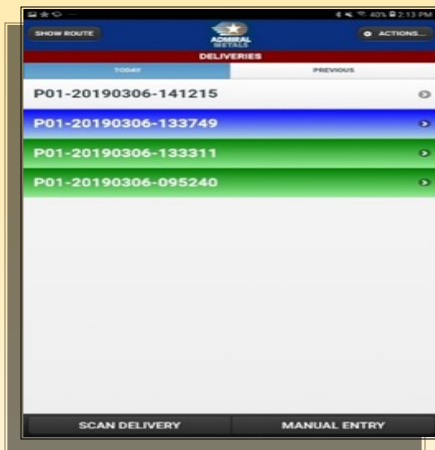 40% 2:13 PM
SHOW ROUTE
ADMIRAL
METALS
ACTIONS...
DELIVERIES
TODAY
PREVIOUS
P01-20190306-141215
P01-20190306-133749
P01-20190306-133311
P01-20190306-095240
SCAN DELIVERY
MANUAL ENTRY